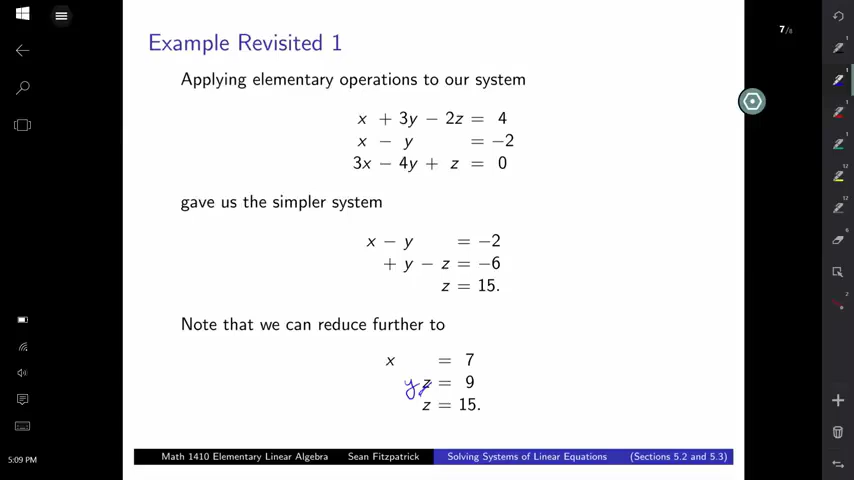 7/8
Example Revisited 1
Applying elementary operations to our system
x + 3y − 2z = 4
x − y = −2
3x − 4y + z = 0
gave us the simpler system
x − y = −2
+ y − z = −6
z = 15.
Note that we can reduce further to
x = 7
y z = 9
z = 15.
5:09 PM
Math 1410 Elementary Linear Algebra Sean Fitzpatrick Solving Systems of Linear Equations (Sections 5.2 and 5.3)